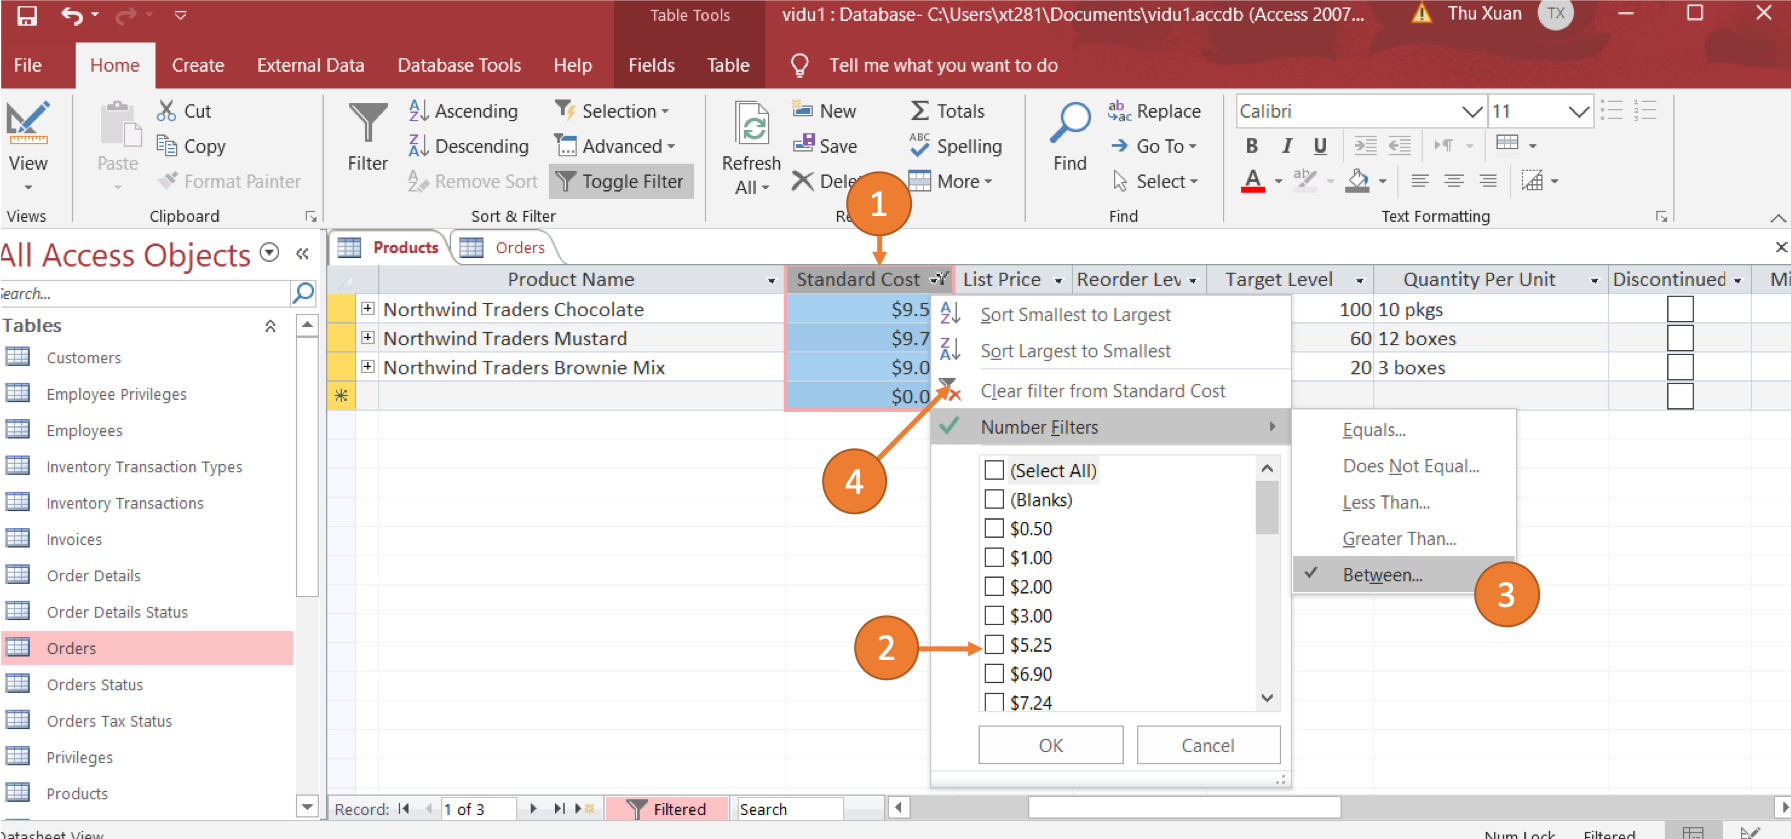 Table Tools
vidu1 : Database- C:\Users\xt281\Documents\vidu1.accdb (Access 2007...
Thu Xuan
TX
File
Home
Create
External Data
Database Tools
Help
Fields
Table
Tell me what you want to do
View
Views
Paste
Cut
Copy
Format Painter
Clipboard
Filter
Ascending
Descending
Remove Sort
Selection
Advanced
Toggle Filter
Sort & Filter
Refresh
All
New
Save
Totals
Spelling
More
Find
Replace
Go To
Select
Find
Calibri
11
B I U
A
Text Formatting
1
All Access Objects
Search...
Tables
Customers
Employee Privileges
Employees
Inventory Transaction Types
Inventory Transactions
Invoices
Order Details
Order Details Status
Orders
Orders Status
Orders Tax Status
Privileges
Products
Products
Orders
Product Name
Standard Cost
List Price
Reorder Lev
Target Level
Quantity Per Unit
Discontinued
Mi
Northwind Traders Chocolate
$9.5
100
10 pkgs
Northwind Traders Mustard
$9.7
60
12 boxes
Northwind Traders Brownie Mix
$9.0
20
3 boxes
$0.0
Sort Smallest to Largest
Sort Largest to Smallest
Clear filter from Standard Cost
Number Filters
4
(Select All)
(Blanks)
$0.50
$1.00
$2.00
$3.00
$5.25
$6.90
$7.24
2
OK
Cancel
Equals...
Does Not Equal...
Less Than...
Greater Than...
Between...
3
Record:
1 of 3
Filtered
Search
Datasheet View
Num Lock
Filtered